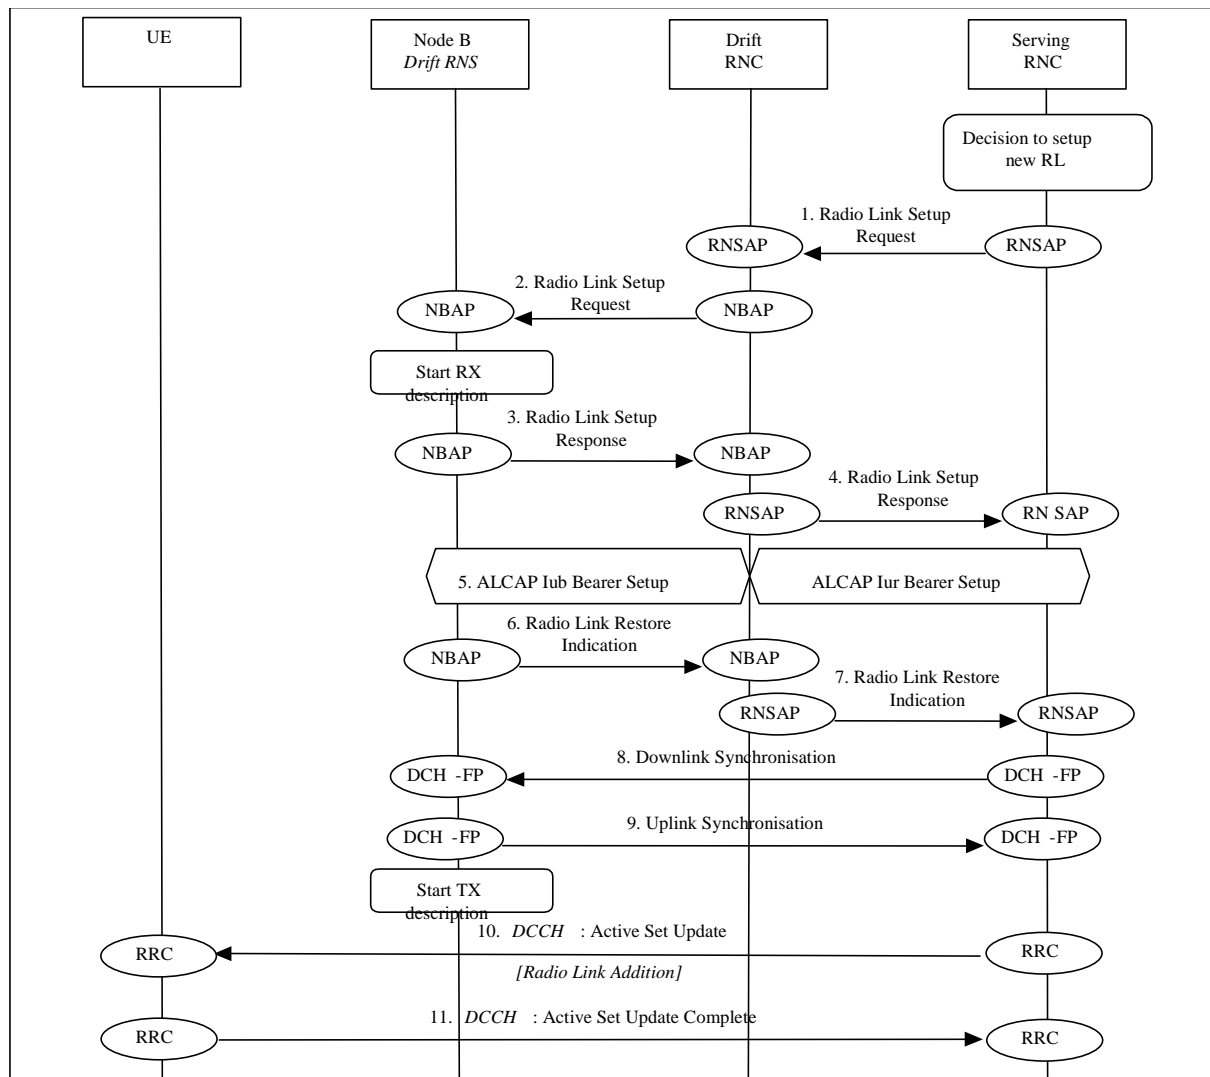 UE
Node B
Drift RNS
Drift
RNC
Serving
RNC
Decision to setup
new RL
1. Radio Link Setup
Request
RNSAP
RNSAP
2. Radio Link Setup
Request
NBAP
NBAP
Start RX
description
3. Radio Link Setup
Response
NBAP
NBAP
4. Radio Link Setup
Response
RNSAP
RN SAP
5. ALCAP Iub Bearer Setup
ALCAP Iur Bearer Setup
6. Radio Link Restore
Indication
NBAP
NBAP
7. Radio Link Restore
Indication
RNSAP
RNSAP
8. Downlink Synchronisation
DCH -FP
DCH -FP
9. Uplink Synchronisation
DCH -FP
DCH -FP
Start TX
description
10. DCCH : Active Set Update
RRC
RRC
[Radio Link Addition]
11. DCCH : Active Set Update Complete
RRC
RRC